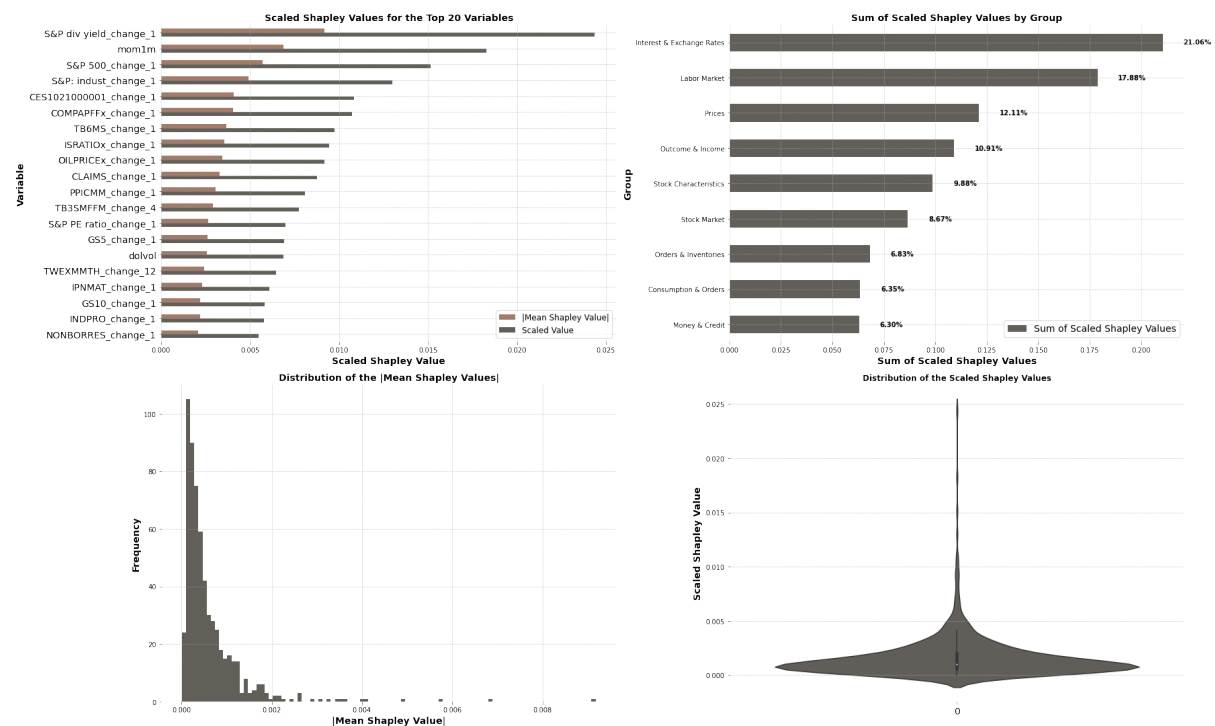 Scaled Shapley Values for the Top 20 Variables
Variable
S&P div yield_change_1
mom1m
S&P 500_change_1
S&P: indust_change_1
CES1021000001_change_1
COMPAPFFx_change_1
TB6MS_change_1
ISRATIOx_change_1
OILPRICEx_change_1
CLAIMS_change_1
PPICMM_change_1
TB3SMFFM_change_4
S&P PE ratio_change_1
GS5_change_1
dolvol
TWEXMMTH_change_12
IPNMAT_change_1
GS10_change_1
INDPRO_change_1
NONBORRES_change_1
|Mean Shapley Value|
Scaled Value
0.000 0.005 0.010 0.015 0.020 0.025
Scaled Shapley Value
Sum of Scaled Shapley Values by Group
Group
Interest & Exchange Rates 21.06%
Labor Market 17.88%
Prices 12.11%
Outcome & Income 10.91%
Stock Characteristics 9.88%
Stock Market 8.67%
Orders & Inventories 6.83%
Consumption & Orders 6.35%
Money & Credit 6.30%
Sum of Scaled Shapley Values
0.000 0.025 0.050 0.075 0.100 0.125 0.150 0.175 0.200
Sum of Scaled Shapley Values
Distribution of the |Mean Shapley Values|
Frequency
100
80
60
40
20
0
0.000 0.002 0.004 0.006 0.008
|Mean Shapley Value|
Distribution of the Scaled Shapley Values
Scaled Shapley Value
0.025
0.020
0.015
0.010
0.005
0.000
0